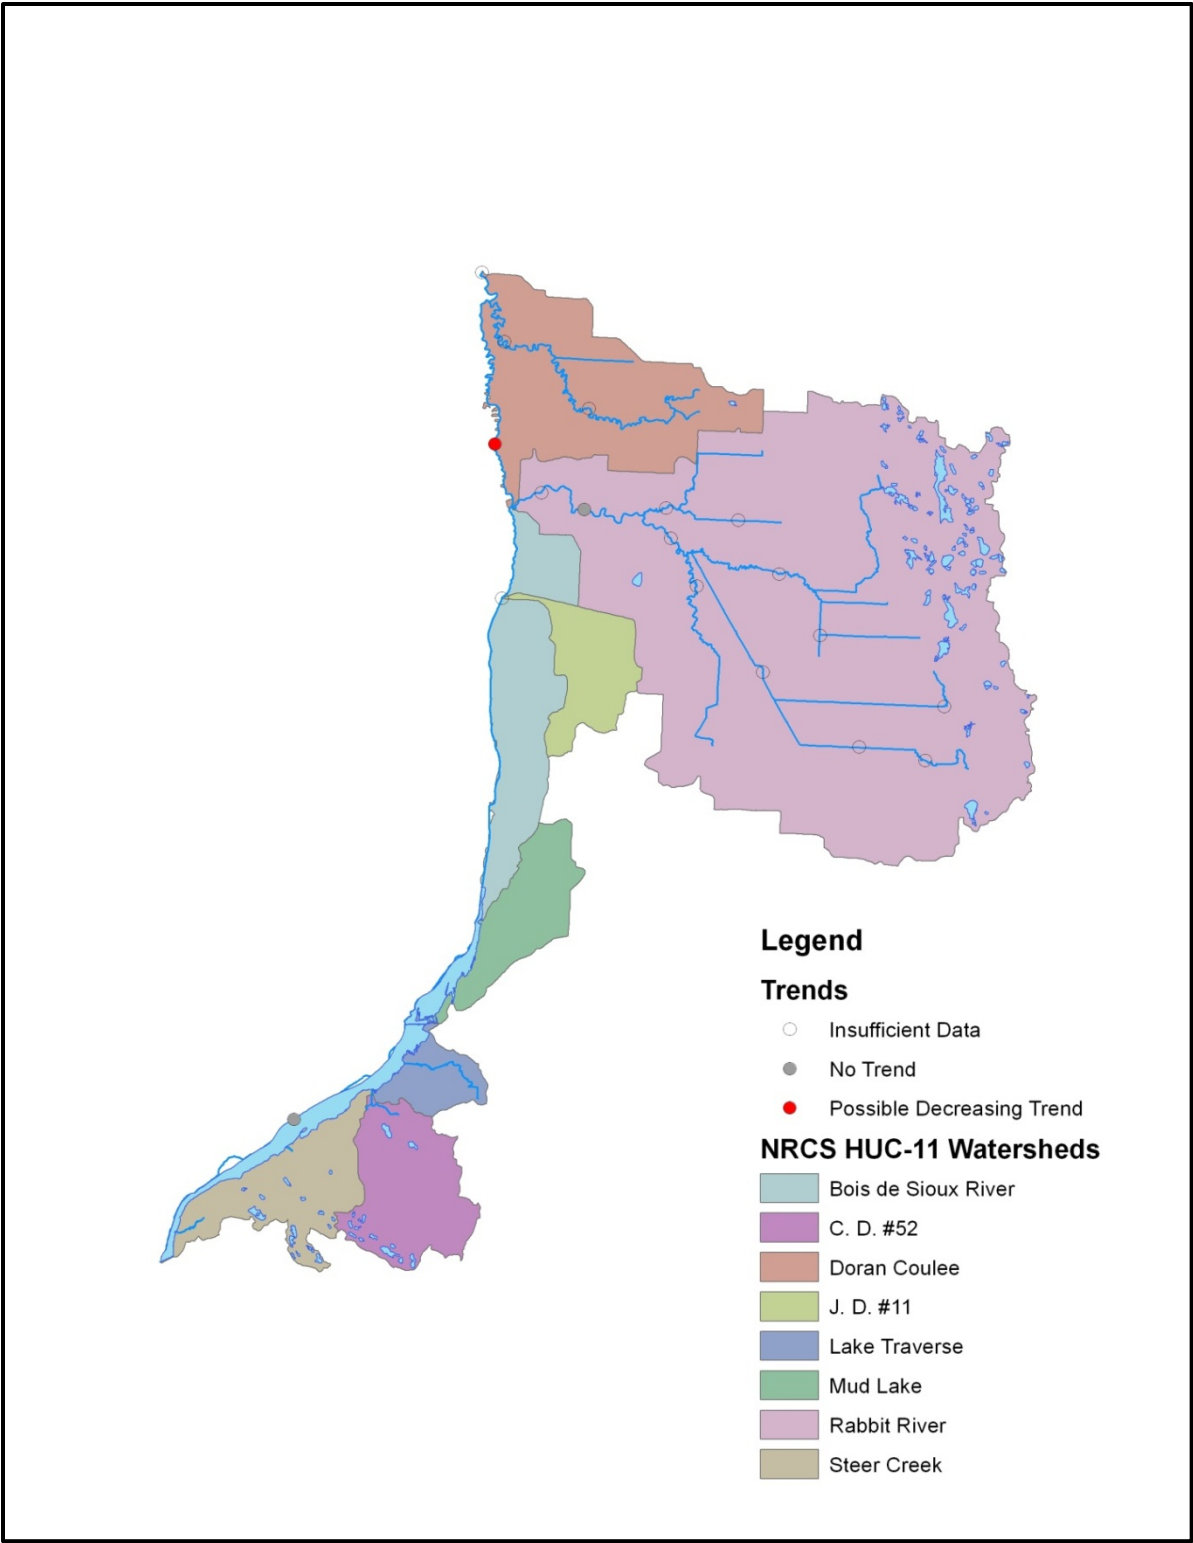 Legend
Trends
Insufficient Data
No Trend
Possible Decreasing Trend
NRCS HUC-11 Watersheds
Bois de Sioux River
C. D. #52
Doran Coulee
J. D. #11
Lake Traverse
Mud Lake
Rabbit River
Steer Creek